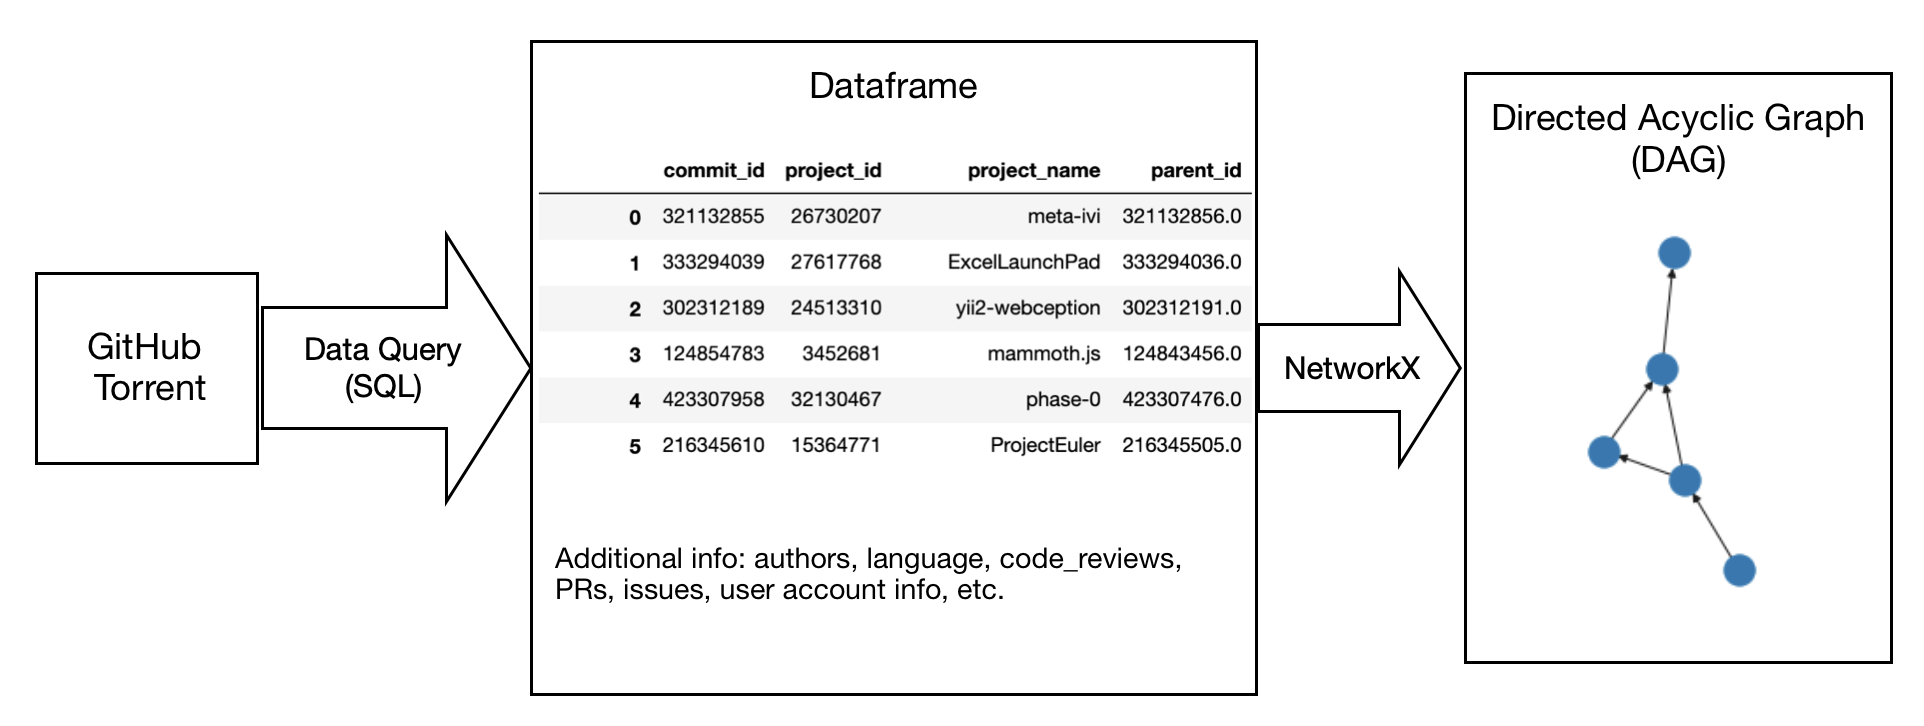 GitHub
Torrent
Data Query
(SQL)
Dataframe
commit_id project_id project_name parent_id
0 321132855 26730207 meta-ivi 321132856.0
1 333294039 27617768 ExcelLaunchPad 333294036.0
2 302312189 24513310 yii2-webception 302312191.0
3 124854783 3452681 mammoth.js 124843456.0
4 423307958 32130467 phase-0 423307476.0
5 216345610 15364771 ProjectEuler 216345505.0
Additional info: authors, language, code_reviews,
PRs, issues, user account info, etc.
NetworkX
Directed Acyclic Graph
(DAG)